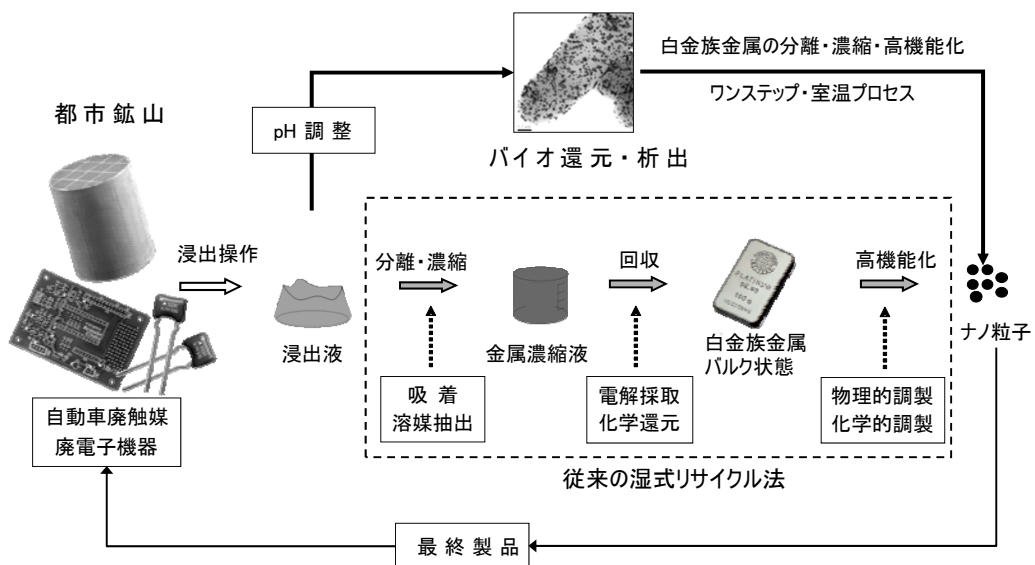 白金族金属の分離・濃縮・高機能化
ワンステップ・室温プロセス
都市鉱山
pH 調整
バイオ還元・析出
浸出操作
分離・濃縮
回収
高機能化
PLATINUM
浸出液
金属濃縮液
白金族金属
バルク状態
ナノ粒子
吸着
溶媒抽出
電解採取
化学還元
物理的調製
化学的調製
自動車廃触媒
廃電子機器
従来の湿式リサイクル法
最終製品